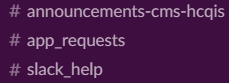 # announcements-cms-hcqis
# app_requests
# slack_help